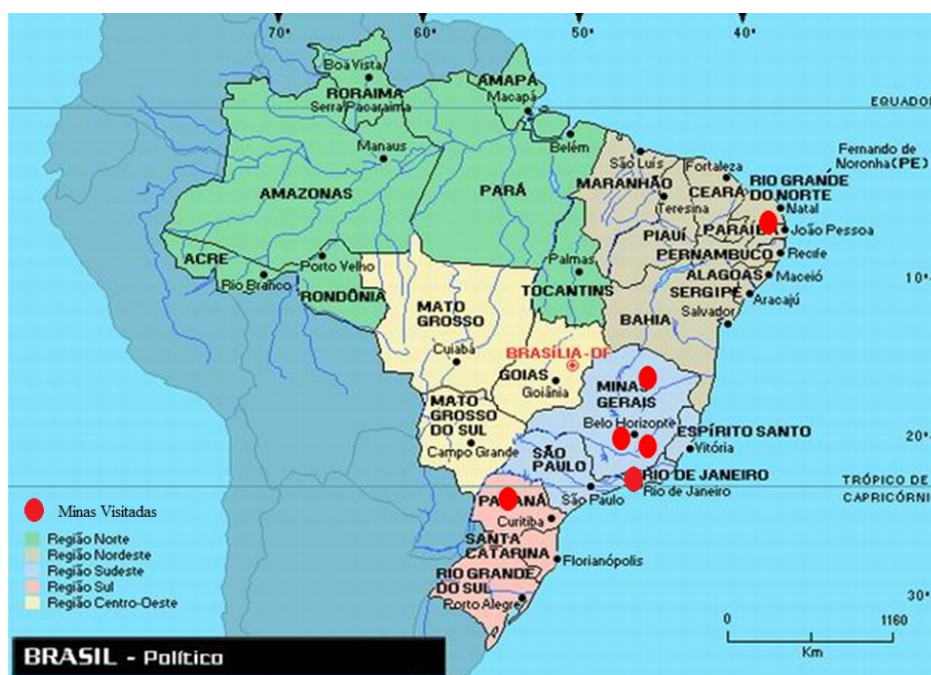 70°
60°
50°
40°
Boa Vista
RORAIMA
Serra Pacaraima
AMAPÁ
Macapá
EQUADOR
Manaus
Belém
São Luís
Fortaleza
Fernando de
Noronha(PE)
AMAZONAS
PARÁ
MARANHÃO
CEARÁ
RIO GRANDE
DO NORTE
Teresina
Natal
PIAUÍ
PARAÍBA
João Pessoa
ACRE
Rio Branco
Porto Velho
RONDÔNIA
Palmas
TOCANTINS
PERNAMBUCO
Recife
ALAGOAS
Maceió
SERGIPE
Aracajú
10°
MATO
GROSSO
Cuiabá
BAHIA
Salvador
BRASÍLIA-DF
GOIAS
Goiânia
MINAS
GERAIS
Belo Horizonte
MATO
GROSSO
DO SUL
Campo Grande
ESPÍRITO SANTO
Vitória
20°
SÃO
PAULO
RIO DE JANEIRO
Rio de Janeiro
São Paulo
TRÓPICO DE
CAPRICÓRNI
PARANÁ
Curitiba
SANTA
CATARINA
Florianópolis
RIO GRANDE
DO SUL
Porto Alegre
30°
Minas Visitadas
Região Norte
Região Nordeste
Região Sudeste
Região Sul
Região Centro-Oeste
0
1160
Km
BRASIL - Político